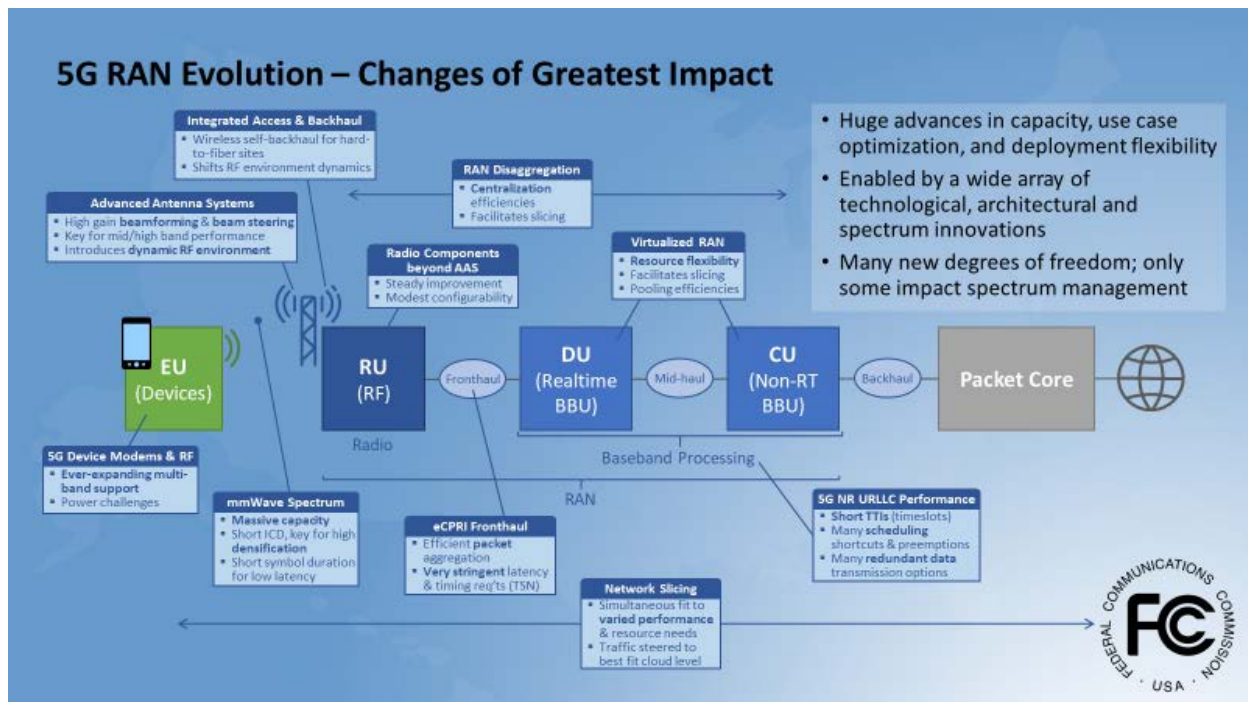 5G RAN Evolution – Changes of Greatest Impact
Integrated Access & Backhaul
▪ Wireless self-backhaul for hard-
to-fiber sites
▪ Shifts RF environment dynamics
Advanced Antenna Systems
▪ High gain beamforming & beam steering
▪ Key for mid/high band performance
▪ Introduces dynamic RF environment
RAN Disaggregation
▪ Centralization
efficiencies
▪ Facilitates slicing
Radio Components
beyond AAS
▪ Steady improvement
▪ Modest configurability
Virtualized RAN
▪ Resource flexibility
▪ Facilitates slicing
▪ Pooling efficiencies
• Huge advances in capacity, use case
optimization, and deployment flexibility
• Enabled by a wide array of
technological, architectural and
spectrum innovations
• Many new degrees of freedom; only
some impact spectrum management
EU
(Devices)
RU
(RF)
Fronthaul
DU
(Realtime
BBU)
Mid-haul
CU
(Non-RT
BBU)
Backhaul
Packet Core
Radio
Baseband Processing
RAN
5G Device Modems & RF
▪ Ever-expanding multi-
band support
▪ Power challenges
mmWave Spectrum
▪ Massive capacity
▪ Short ICD, key for high
densification
▪ Short symbol duration
for low latency
eCPRI Fronthaul
▪ Efficient packet
aggregation
▪ Very stringent latency
& timing req'ts (TSN)
5G NR URLLC Performance
▪ Short TTIs (timeslots)
▪ Many scheduling
shortcuts & preemptions
▪ Many redundant data
transmission options
Network Slicing
▪ Simultaneous fit to
varied performance
& resource needs
▪ Traffic steered to
best fit cloud level
FEDERAL COMMUNICATIONS COMMISSION · USA ·
FCC